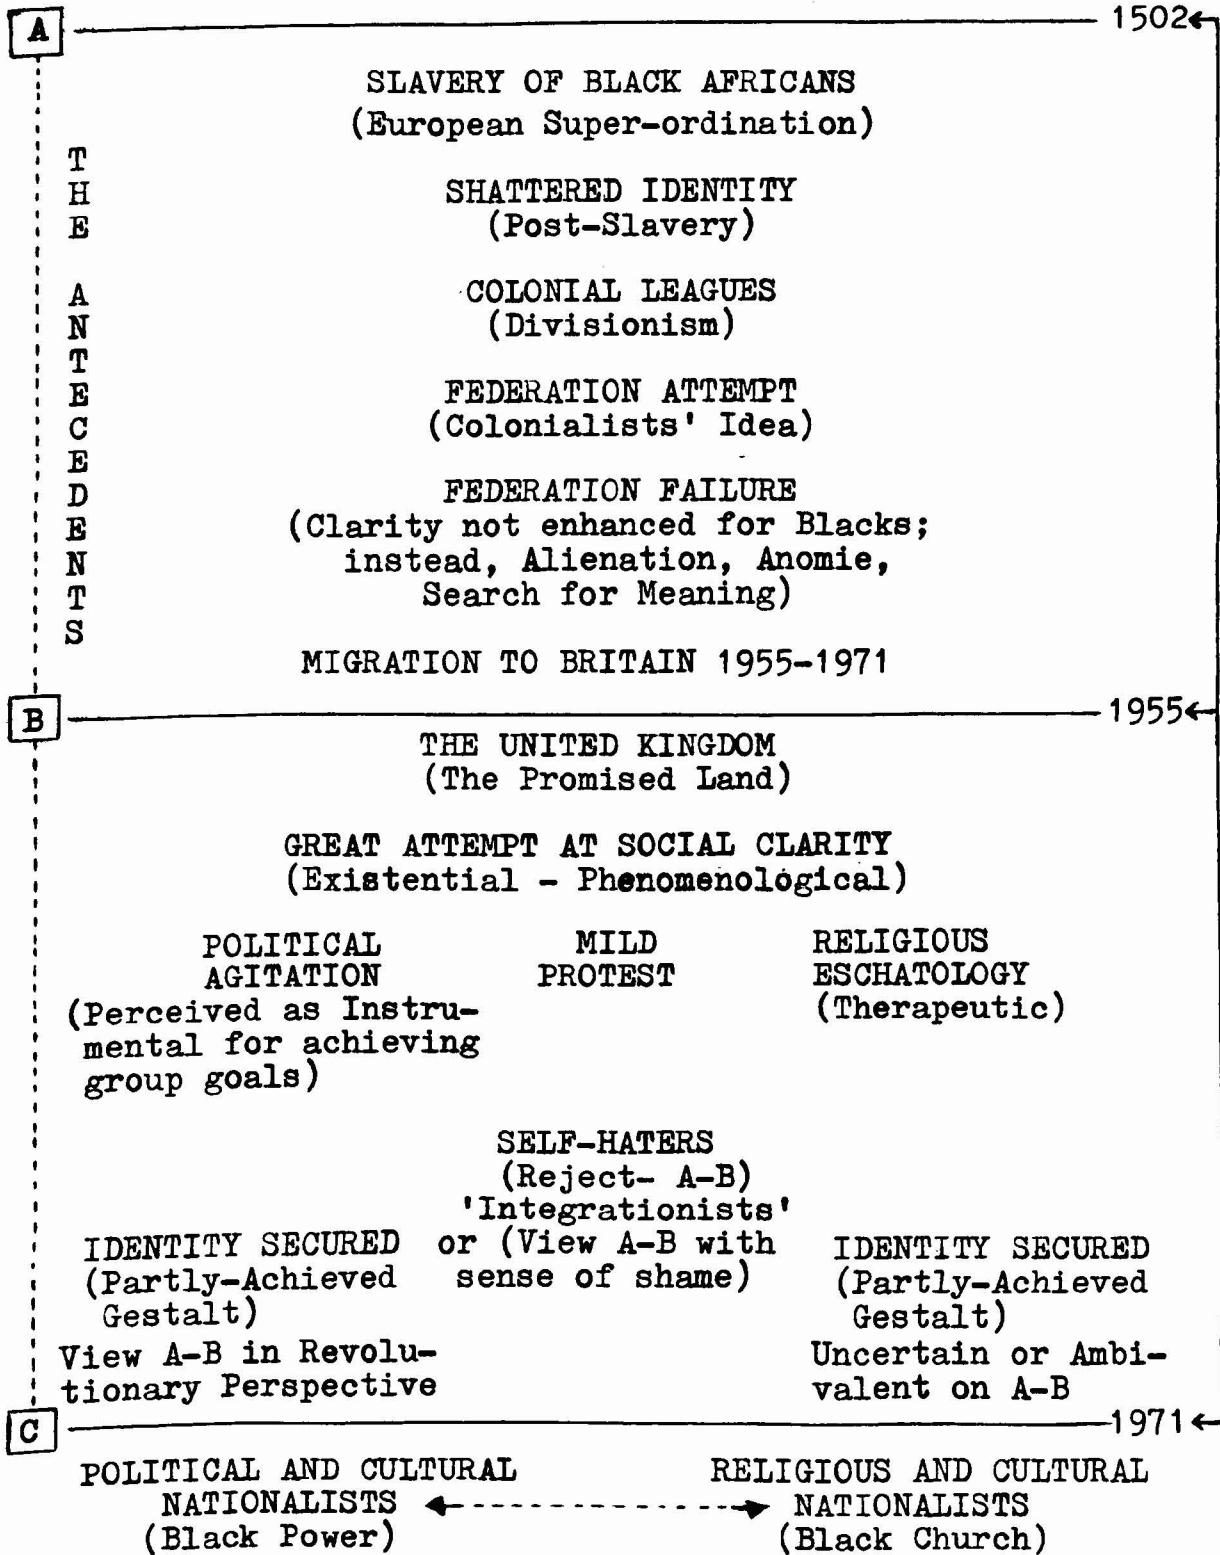 A 1502
SLAVERY OF BLACK AFRICANS
(European Super-ordination)
THE ANTECEDENTS
SHATTERED IDENTITY
(Post-Slavery)
COLONIAL LEAGUES
(Divisionism)
FEDERATION ATTEMPT
(Colonialists' Idea)
FEDERATION FAILURE
(Clarity not enhanced for Blacks;
instead, Alienation, Anomie,
Search for Meaning)
MIGRATION TO BRITAIN 1955-1971
B 1955
THE UNITED KINGDOM
(The Promised Land)
GREAT ATTEMPT AT SOCIAL CLARITY
(Existential - Phenomenological)
POLITICAL
AGITATION
(Perceived as Instru-
mental for achieving
group goals)
MILD
PROTEST
RELIGIOUS
ESCHATOLOGY
(Therapeutic)
SELF-HATERS
(Reject- A-B)
'Integrationists'
or (View A-B with
sense of shame)
IDENTITY SECURED
(Partly-Achieved
Gestalt)
View A-B in Revolu-
tionary Perspective
IDENTITY SECURED
(Partly-Achieved
Gestalt)
Uncertain or Ambi-
valent on A-B
C 1971
POLITICAL AND CULTURAL
NATIONALISTS
(Black Power)
RELIGIOUS AND CULTURAL
NATIONALISTS
(Black Church)